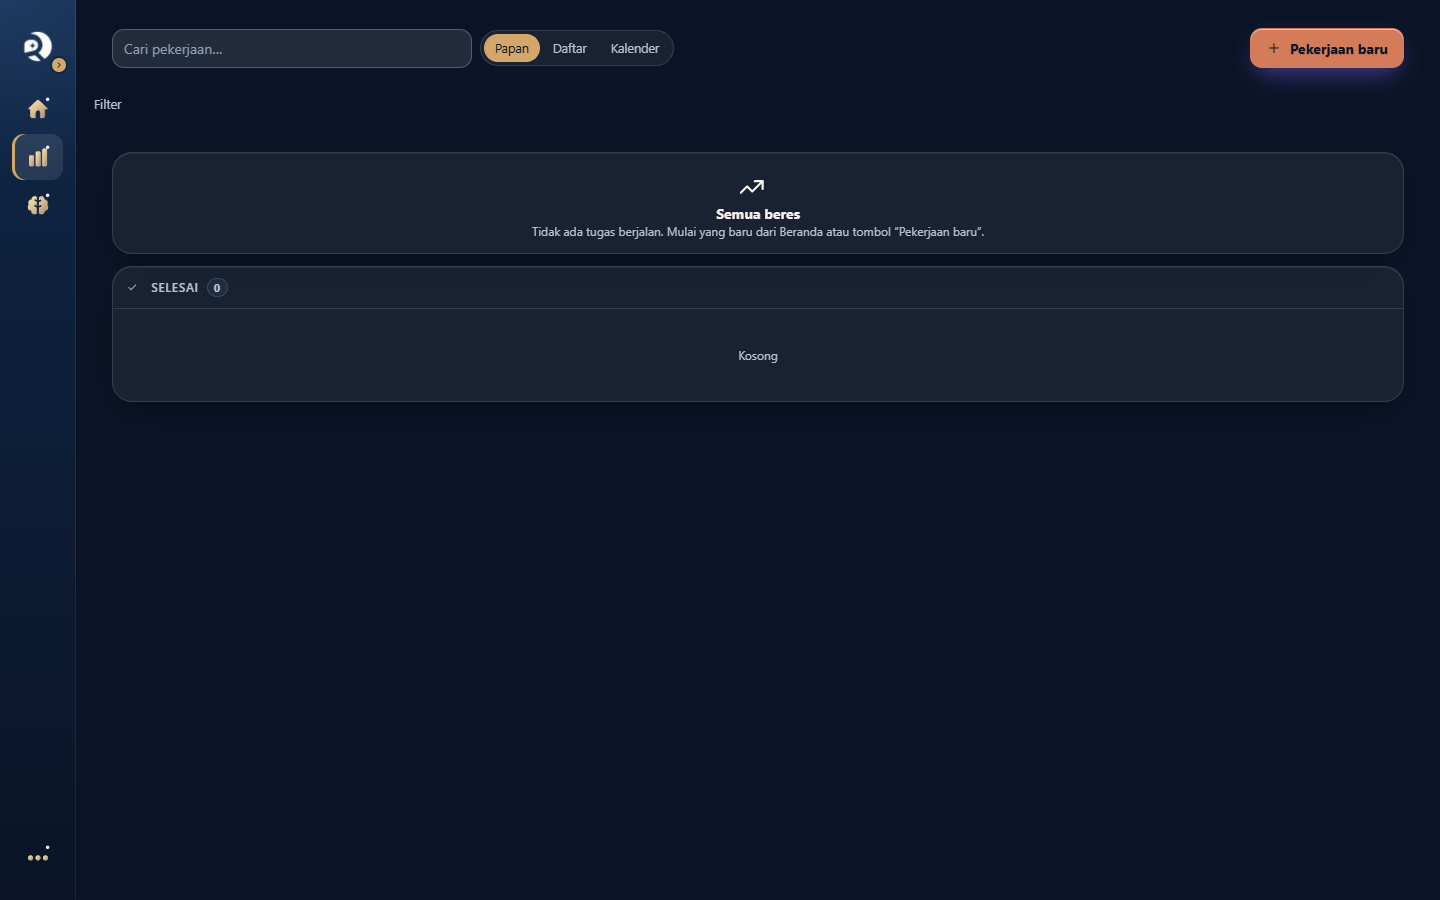 Cari pekerjaan...
Papan
Daftar
Kalender
+ Pekerjaan baru
Filter
Semua beres
Tidak ada tugas berjalan. Mulai yang baru dari Beranda atau tombol "Pekerjaan baru".
SELESAI 0
Kosong